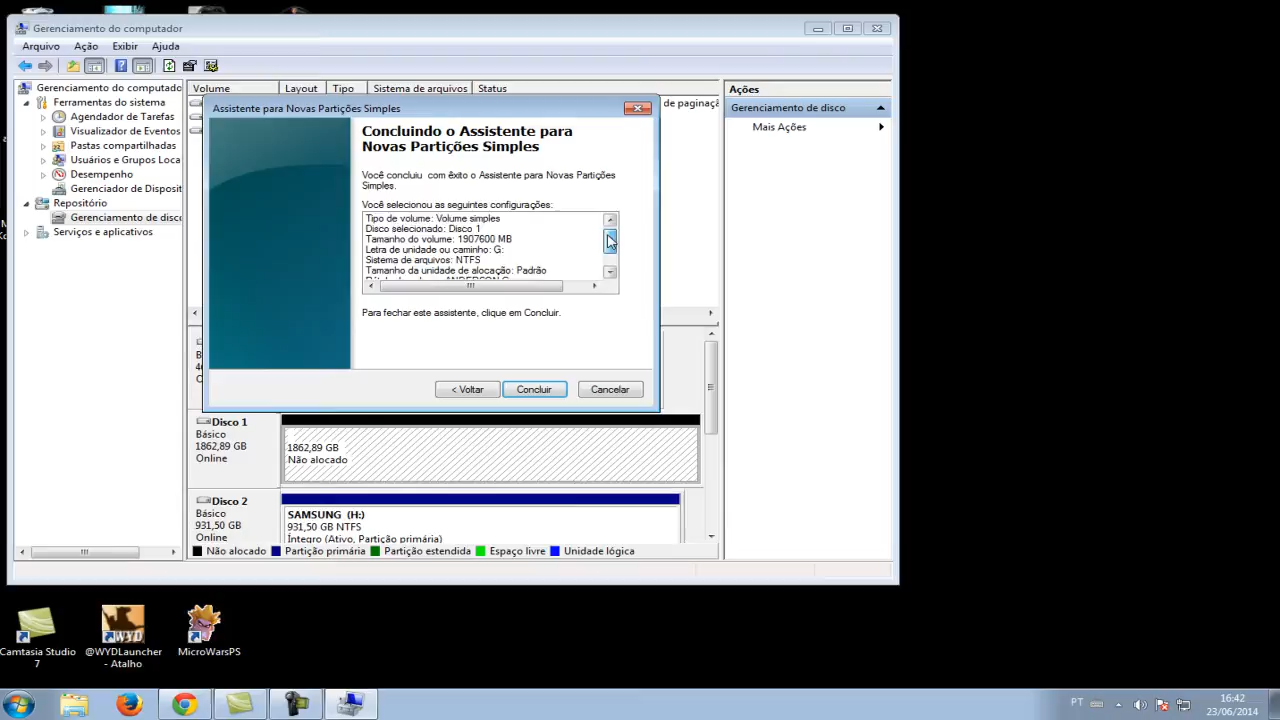 Gerenciamento do computador
Arquivo Ação Exibir Ajuda
Gerenciamento do computador
Ferramentas do sistema
Agendador de Tarefas
Visualizador de Eventos
Pastas compartilhadas
Usuários e Grupos Loca
Desempenho
Gerenciador de Disposit
Repositório
Gerenciamento de disco
Serviços e aplicativos
Volume Layout Tipo Sistema de arquivos Status
de paginaçã
Assistente para Novas Partições Simples
Concluindo o Assistente para
Novas Partições Simples
Você concluiu com êxito o Assistente para Novas Partições
Simples.
Você selecionou as seguintes configurações:
Tipo de volume: Volume simples
Disco selecionado: Disco 1
Tamanho do volume: 1907600 MB
Letra de unidade ou caminho: G:
Sistema de arquivos: NTFS
Tamanho da unidade de alocação: Padrão
Para fechar este assistente, clique em Concluir.
< Voltar Concluir Cancelar
Ações
Gerenciamento de disco
Mais Ações
Disco 1
Básico
1862,89 GB
Online
1862,89 GB
Não alocado
Disco 2
Básico
931,50 GB
Online
SAMSUNG (H:)
931,50 GB NTFS
Íntegro (Ativo, Partição primária)
Não alocado Partição primária Partição estendida Espaço livre Unidade lógica
Camtasia Studio
7
@WYDLauncher
- Atalho
MicroWarsPS
PT
16:42
23/06/2014